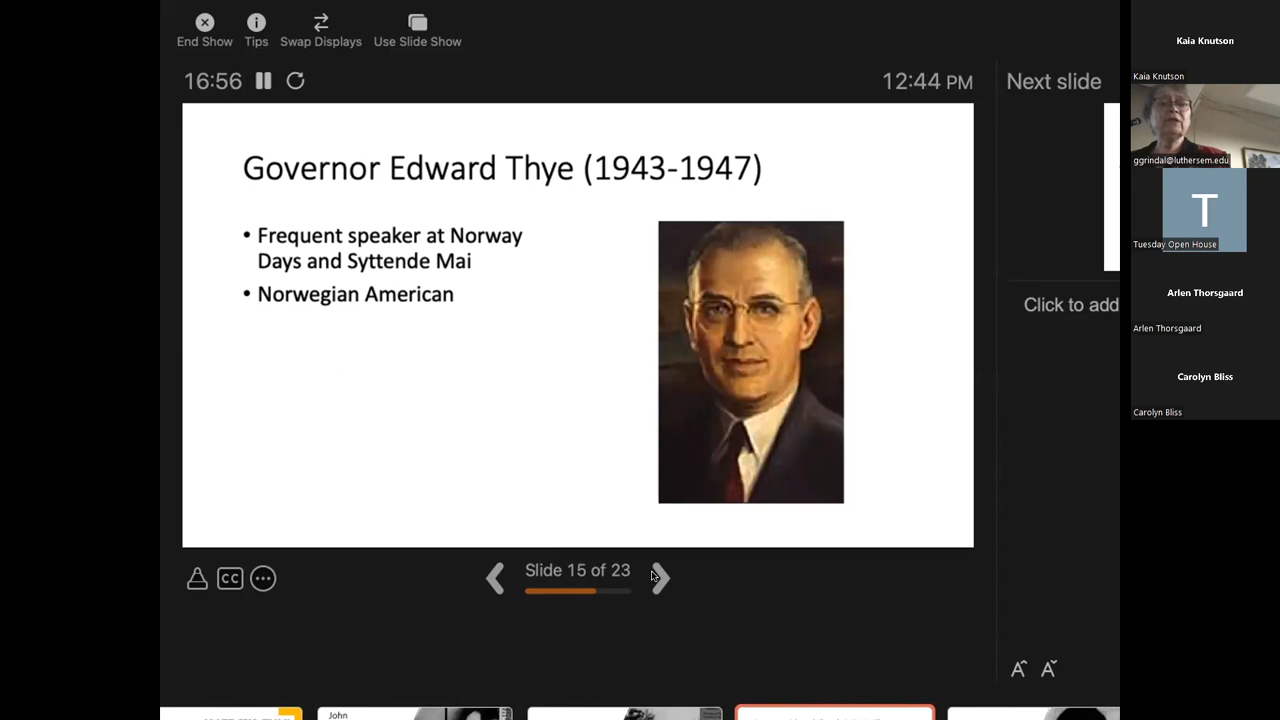 End Show
Tips
Swap Displays
Use Slide Show
16:56
12:44 PM
Next slide
Governor Edward Thye (1943-1947)
• Frequent speaker at Norway
Days and Syttende Mai
• Norwegian American
Click to add
CC
Slide 15 of 23
A
A
John
Kaia Knutson
Kaia Knutson
ggrindal@luthersem.edu
T
Tuesday Open House
Arlen Thorsgaard
Arlen Thorsgaard
Carolyn Bliss
Carolyn Bliss